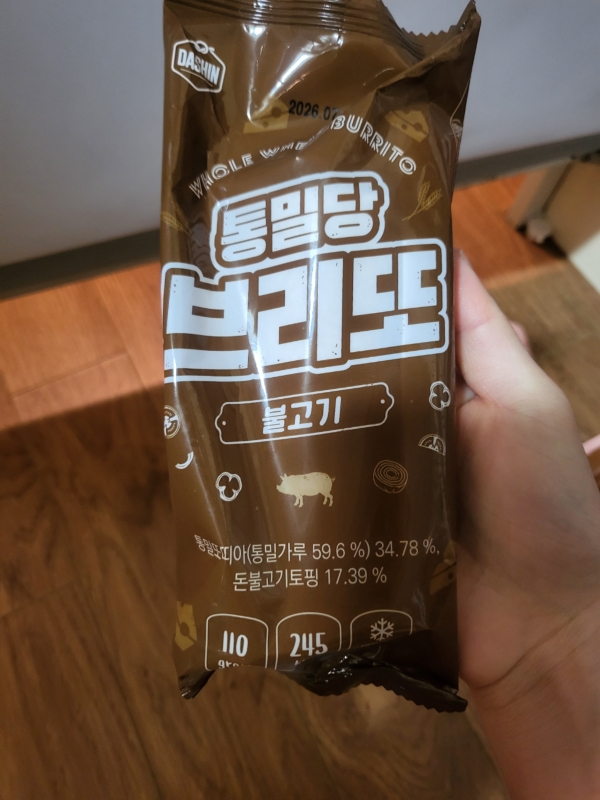 DASHIN
2026.07
WHOLE WHEAT BURRITO
통밀당
브리또
불고기
통밀또띠아(통밀가루 59.6 %) 34.78 %,
돈불고기토핑 17.39 %
110
245